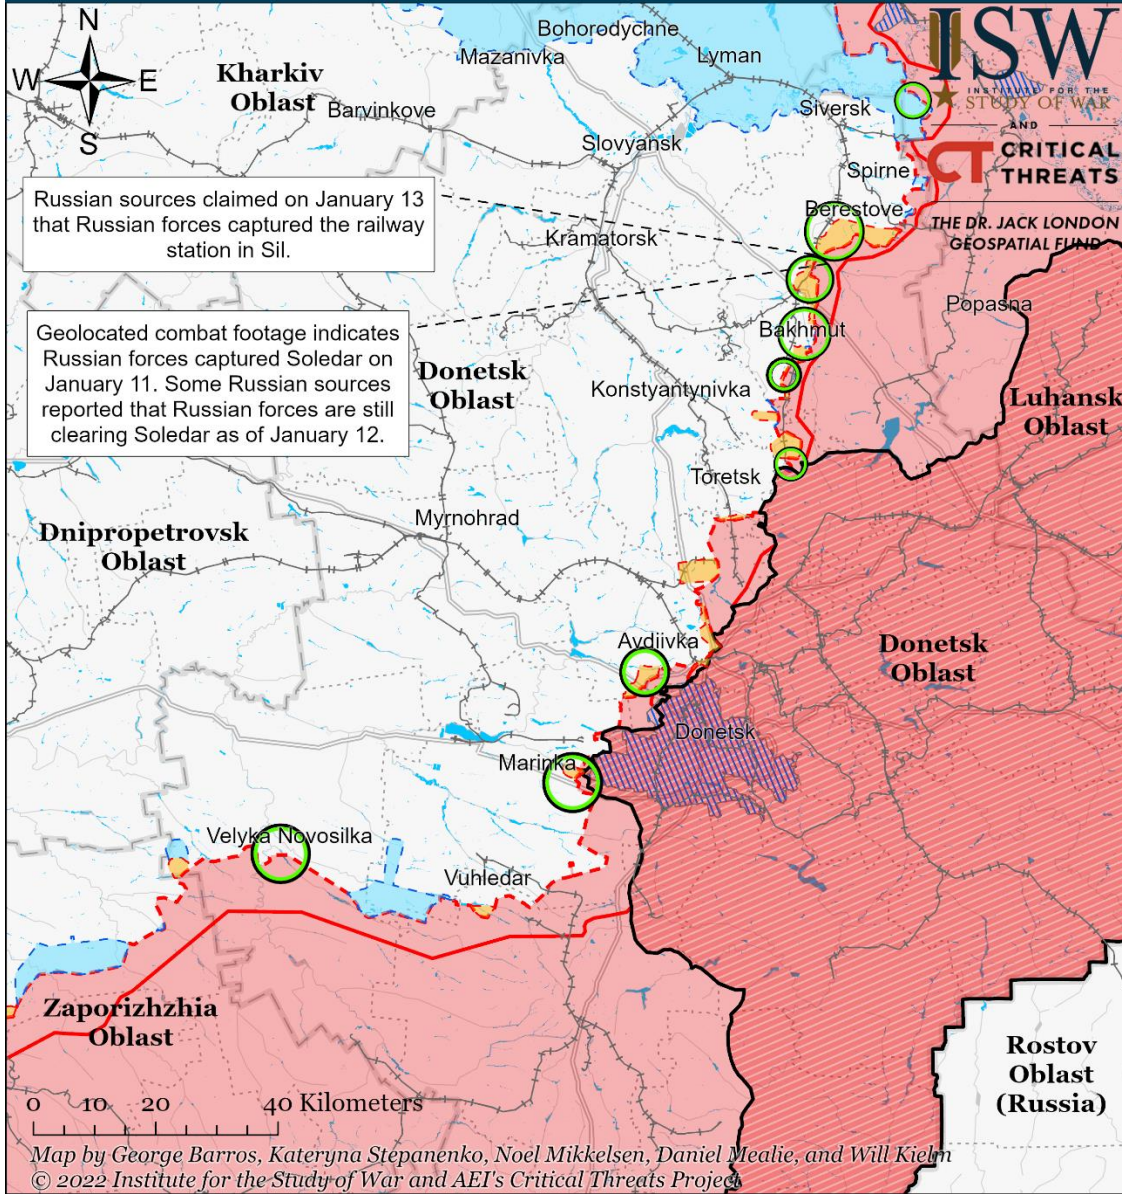 N
W E
S
ISW
INSTITUTE FOR THE
STUDY OF WAR
AND
CT CRITICAL
THREATS
THE DR. JACK LONDON
GEOSPATIAL FUND
Bohorodychne
Mazanivka
Lyman
Kharkiv
Oblast
Barvinkove
Siversk
Slovyansk
Spirne
Russian sources claimed on January 13
that Russian forces captured the railway
station in Sil.
Berestove
Kramatorsk
Popasna
Geolocated combat footage indicates
Russian forces captured Soledar on
January 11. Some Russian sources
reported that Russian forces are still
clearing Soledar as of January 12.
Bakhmut
Donetsk
Oblast
Konstyantynivka
Luhansk
Oblast
Toretsk
Myrnohrad
Dnipropetrovsk
Oblast
Avdiivka
Donetsk
Oblast
Donetsk
Marinka
Velyka Novosilka
Vuhledar
Zaporizhzhia
Oblast
Rostov
Oblast
(Russia)
0 10 20 40 Kilometers
Map by George Barros, Kateryna Stepanenko, Noel Mikkelsen, Daniel Mealie, and Will Kielm
© 2022 Institute for the Study of War and AEI's Critical Threats Project